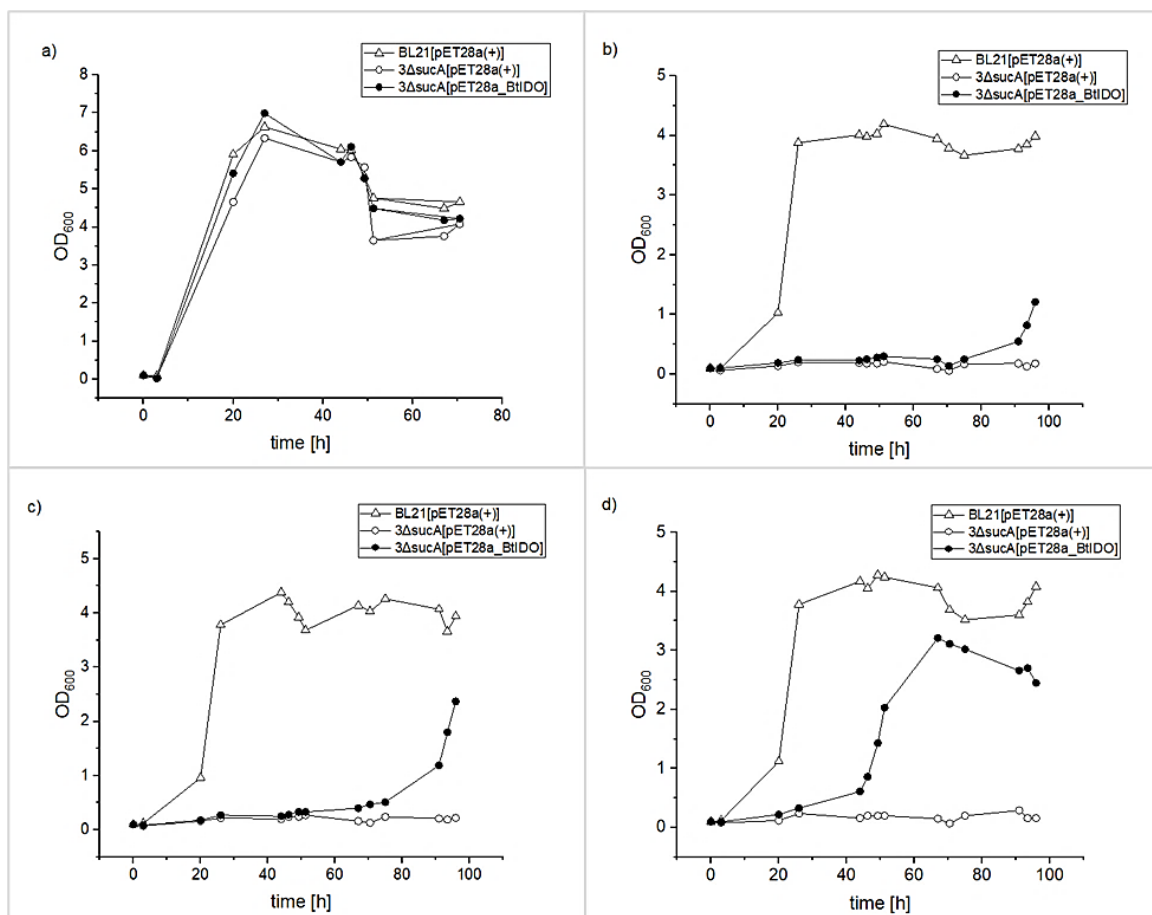 a)
BL21[pET28a(+)]
3ΔsucA[pET28a(+)]
3ΔsucA[pET28a_BtIDO]
8
7
6
5
4
3
2
1
0
OD600
0 20 40 60 80
time [h]
b)
BL21[pET28a(+)]
3ΔsucA[pET28a(+)]
3ΔsucA[pET28a_BtIDO]
5
4
3
2
1
0
OD600
0 20 40 60 80 100
time [h]
c)
BL21[pET28a(+)]
3ΔsucA[pET28a(+)]
3ΔsucA[pET28a_BtIDO]
5
4
3
2
1
0
OD600
0 20 40 60 80 100
time [h]
d)
BL21[pET28a(+)]
3ΔsucA[pET28a(+)]
3ΔsucA[pET28a_BtIDO]
5
4
3
2
1
0
OD600
0 20 40 60 80 100
time [h]